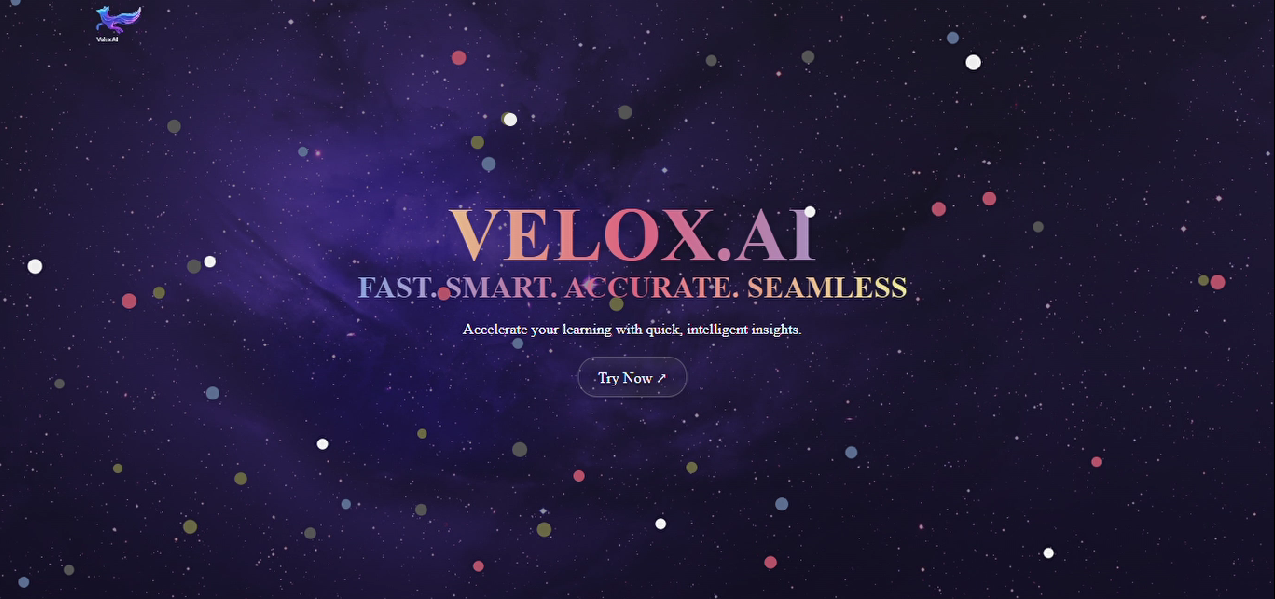 VeloxAI
VELOX.AI
FAST. SMART. ACCURATE. SEAMLESS
Accelerate your learning with quick, intelligent insights.
Try Now ↗